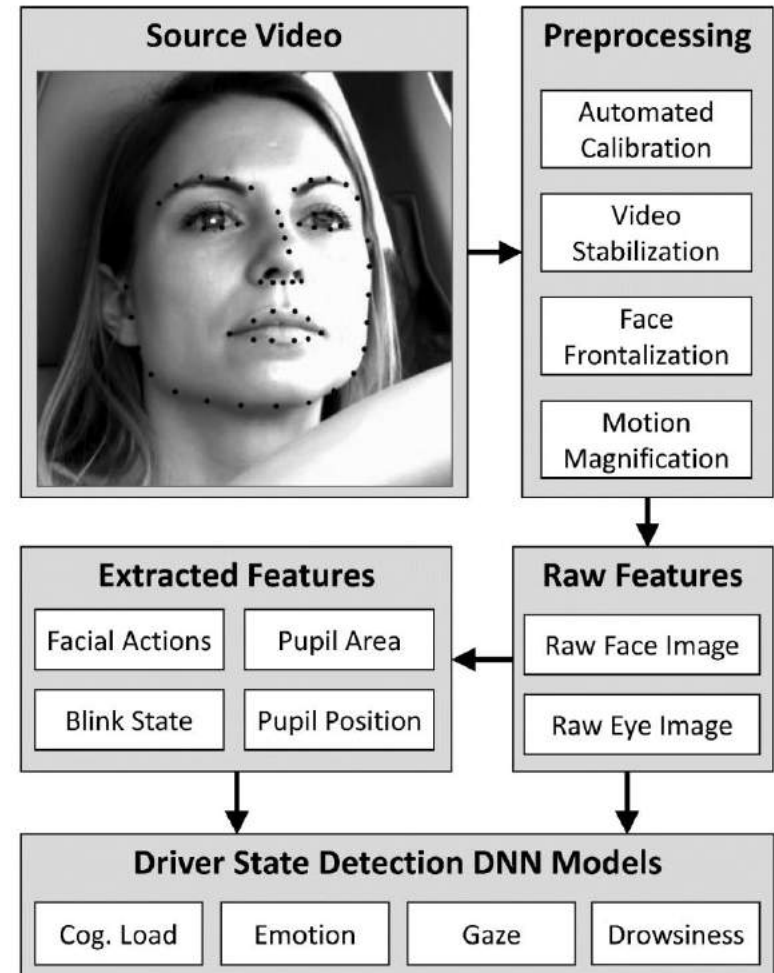 Source Video
Preprocessing
Automated
Calibration
Video
Stabilization
Face
Frontalization
Motion
Magnification
Extracted Features
Facial Actions
Pupil Area
Blink State
Pupil Position
Raw Features
Raw Face Image
Raw Eye Image
Driver State Detection DNN Models
Cog. Load
Emotion
Gaze
Drowsiness